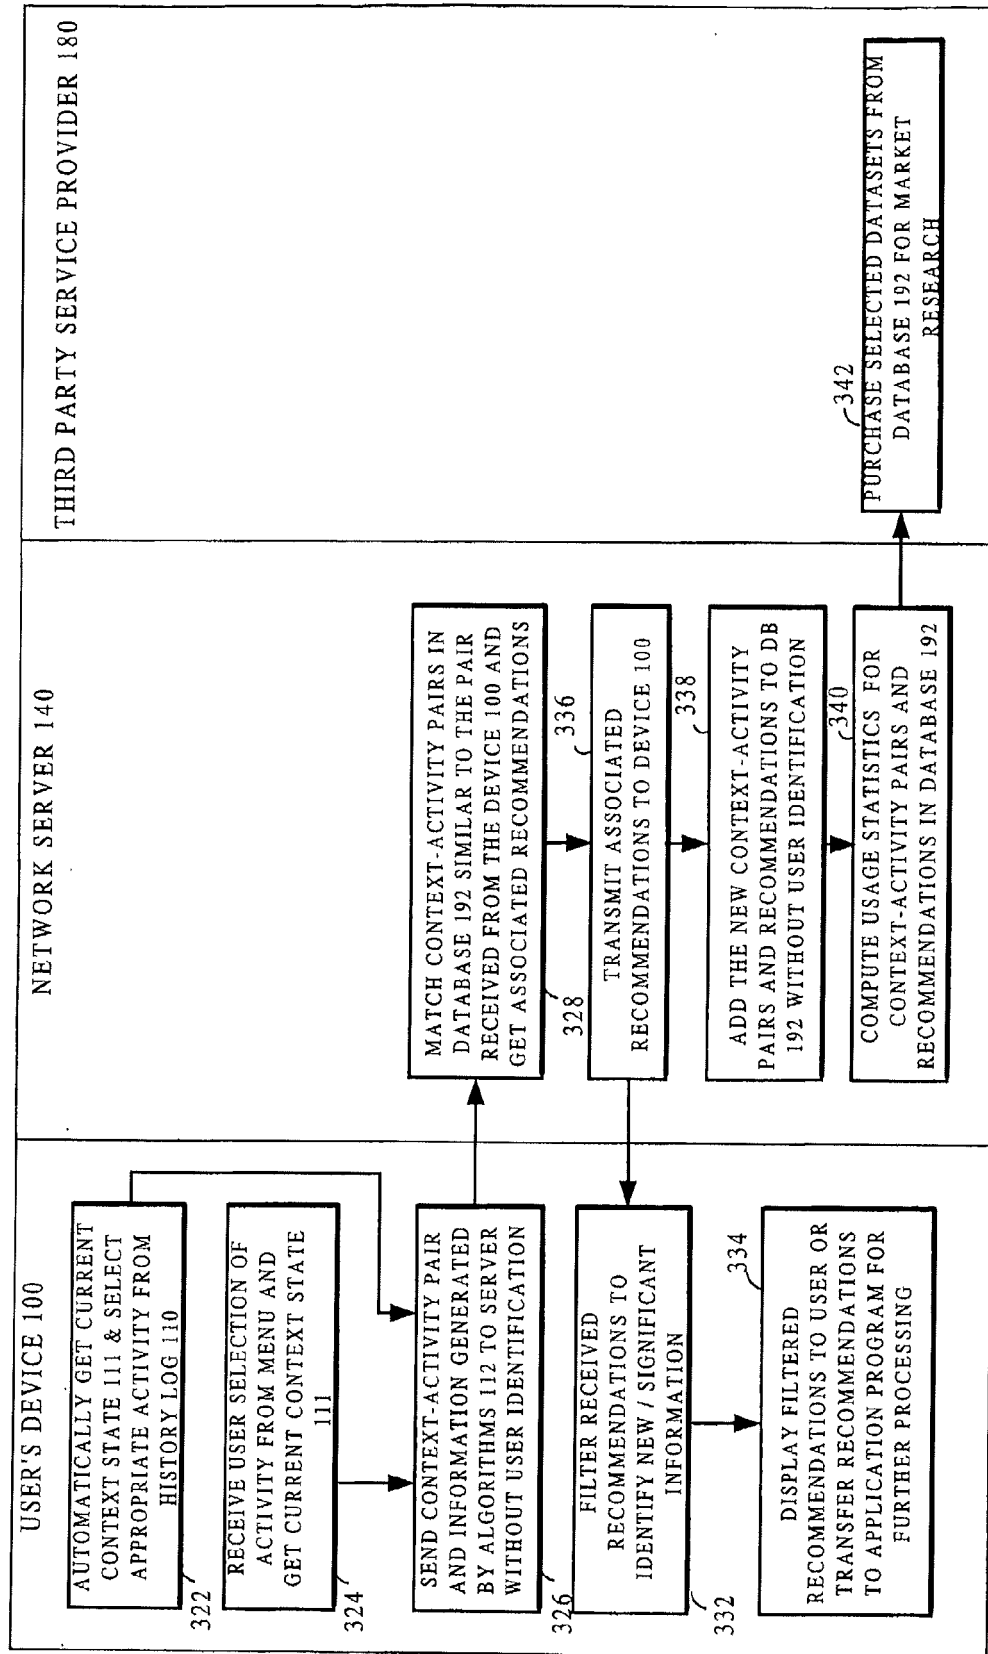 USER'S DEVICE 100
AUTOMATICALLY GET CURRENT
CONTEXT STATE 111 & SELECT
APPROPRIATE ACTIVITY FROM
HISTORY LOG 110
322
RECEIVE USER SELECTION OF
ACTIVITY FROM MENU AND
GET CURRENT CONTEXT STATE
111
324
SEND CONTEXT-ACTIVITY PAIR
AND INFORMATION GENERATED
BY ALGORITHMS 112 TO SERVER
WITHOUT USER IDENTIFICATION
326
FILTER RECEIVED
RECOMMENDATIONS TO
IDENTIFY NEW / SIGNIFICANT
INFORMATION
332
334
DISPLAY FILTERED
RECOMMENDATIONS TO USER OR
TRANSFER RECOMMENDATIONS
TO APPLICATION PROGRAM FOR
FURTHER PROCESSING
NETWORK SERVER 140
MATCH CONTEXT-ACTIVITY PAIRS IN
DATABASE 192 SIMILAR TO THE PAIR
RECEIVED FROM THE DEVICE 100 AND
GET ASSOCIATED RECOMMENDATIONS
328
336
TRANSMIT ASSOCIATED
RECOMMENDATIONS TO DEVICE 100
338
ADD THE NEW CONTEXT-ACTIVITY
PAIRS AND RECOMMENDATIONS TO DB
192 WITHOUT USER IDENTIFICATION
340
COMPUTE USAGE STATISTICS FOR
CONTEXT-ACTIVITY PAIRS AND
RECOMMENDATIONS IN DATABASE 192
THIRD PARTY SERVICE PROVIDER 180
342
PURCHASE SELECTED DATASETS FROM
DATABASE 192 FOR MARKET
RESEARCH